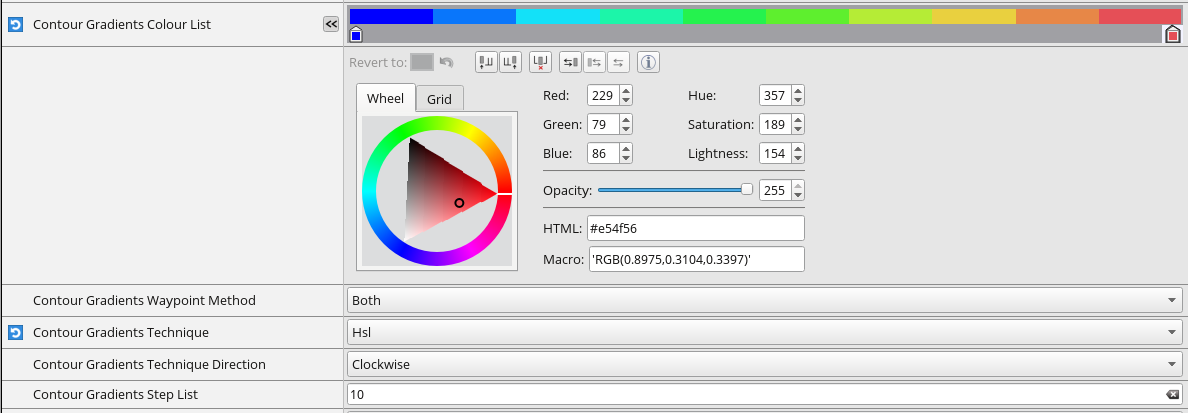 Contour Gradients Colour List
Revert to:
Wheel Grid
Red: 229 Hue: 357
Green: 79 Saturation: 189
Blue: 86 Lightness: 154
Opacity: 255
HTML: #e54f56
Macro: 'RGB(0.8975,0.3104,0.3397)'
Contour Gradients Waypoint Method Both
Contour Gradients Technique Hsl
Contour Gradients Technique Direction Clockwise
Contour Gradients Step List 10